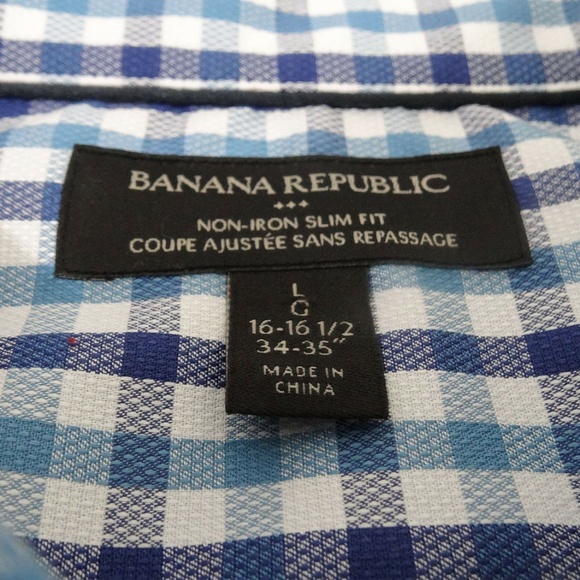 BANANA REPUBLIC
NON-IRON SLIM FIT
COUPE AJUSTÉE SANS REPASSAGE
L
G
16-16 1/2
34-35"
MADE IN
CHINA